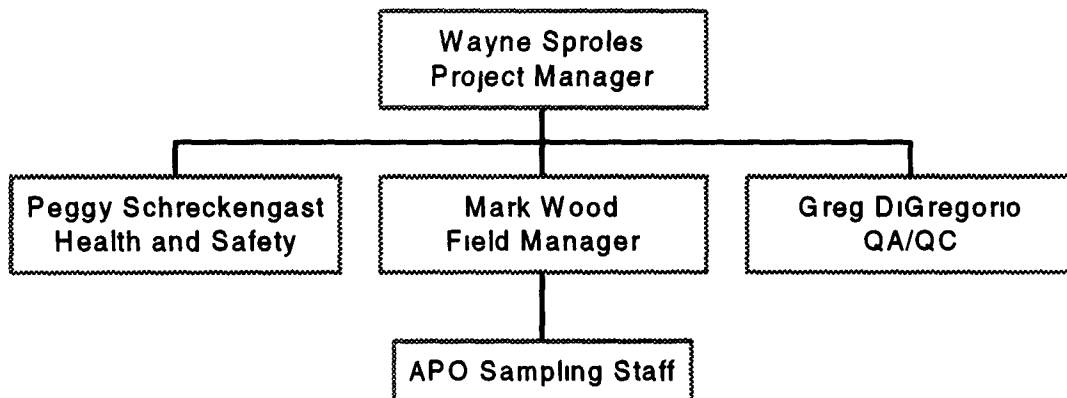 Wayne Sproles
Project Manager
Peggy Schreckengast
Health and Safety
Mark Wood
Field Manager
Greg DiGregorio
QA/QC
APO Sampling Staff